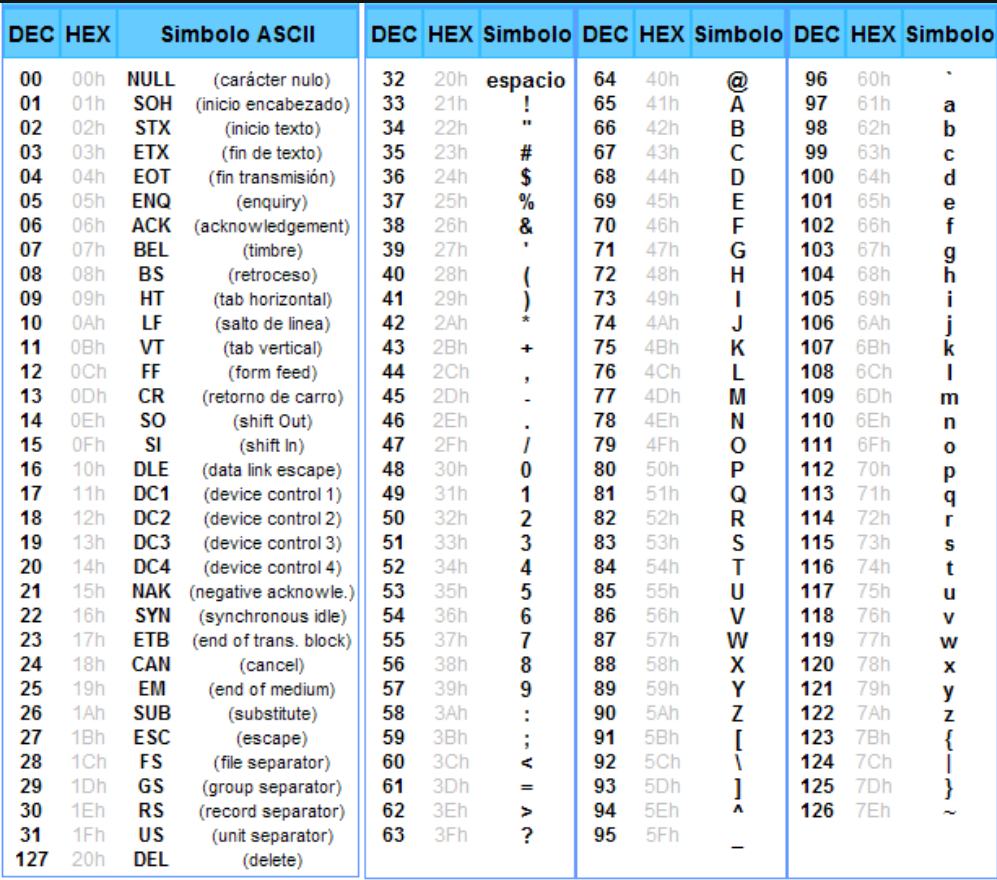 DEC HEX Simbolo ASCII DEC HEX Simbolo DEC HEX Simbolo DEC HEX Simbolo
00 00h NULL (carácter nulo) 32 20h espacio 64 40h @ 96 60h `
01 01h SOH (inicio encabezado) 33 21h ! 65 41h A 97 61h a
02 02h STX (inicio texto) 34 22h " 66 42h B 98 62h b
03 03h ETX (fin de texto) 35 23h # 67 43h C 99 63h c
04 04h EOT (fin transmisión) 36 24h $ 68 44h D 100 64h d
05 05h ENQ (enquiry) 37 25h % 69 45h E 101 65h e
06 06h ACK (acknowledgement) 38 26h & 70 46h F 102 66h f
07 07h BEL (timbre) 39 27h ' 71 47h G 103 67h g
08 08h BS (retroceso) 40 28h ( 72 48h H 104 68h h
09 09h HT (tab horizontal) 41 29h ) 73 49h I 105 69h i
10 0Ah LF (salto de linea) 42 2Ah * 74 4Ah J 106 6Ah j
11 0Bh VT (tab vertical) 43 2Bh + 75 4Bh K 107 6Bh k
12 0Ch FF (form feed) 44 2Ch , 76 4Ch L 108 6Ch l
13 0Dh CR (retorno de carro) 45 2Dh - 77 4Dh M 109 6Dh m
14 0Eh SO (shift Out) 46 2Eh . 78 4Eh N 110 6Eh n
15 0Fh SI (shift In) 47 2Fh / 79 4Fh O 111 6Fh o
16 10h DLE (data link escape) 48 30h 0 80 50h P 112 70h p
17 11h DC1 (device control 1) 49 31h 1 81 51h Q 113 71h q
18 12h DC2 (device control 2) 50 32h 2 82 52h R 114 72h r
19 13h DC3 (device control 3) 51 33h 3 83 53h S 115 73h s
20 14h DC4 (device control 4) 52 34h 4 84 54h T 116 74h t
21 15h NAK (negative acknowle.) 53 35h 5 85 55h U 117 75h u
22 16h SYN (synchronous idle) 54 36h 6 86 56h V 118 76h v
23 17h ETB (end of trans. block) 55 37h 7 87 57h W 119 77h w
24 18h CAN (cancel) 56 38h 8 88 58h X 120 78h x
25 19h EM (end of medium) 57 39h 9 89 59h Y 121 79h y
26 1Ah SUB (substitute) 58 3Ah : 90 5Ah Z 122 7Ah z
27 1Bh ESC (escape) 59 3Bh ; 91 5Bh [ 123 7Bh {
28 1Ch FS (file separator) 60 3Ch < 92 5Ch \ 124 7Ch |
29 1Dh GS (group separator) 61 3Dh = 93 5Dh ] 125 7Dh }
30 1Eh RS (record separator) 62 3Eh > 94 5Eh ^ 126 7Eh ~
31 1Fh US (unit separator) 63 3Fh ? 95 5Fh _
127 20h DEL (delete)